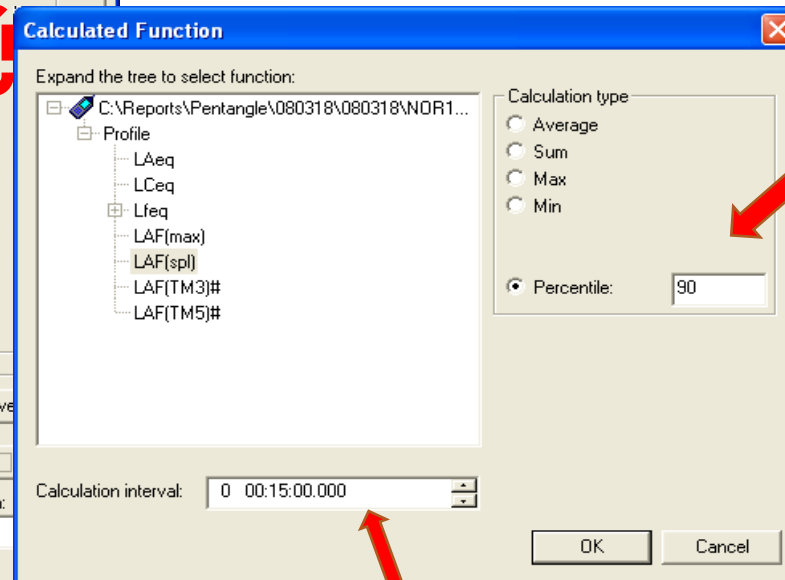 Calculated Function
Expand the tree to select function:
C:\Reports\Pentangle\080318\080318\NOR1...
Profile
LAeq
LCeq
Lfeq
LAF(max)
LAF(spl)
LAF(TM3)#
LAF(TM5)#
Calculation type
Average
Sum
Max
Min
Percentile: 90
Calculation interval: 0 00:15:00.000
OK Cancel